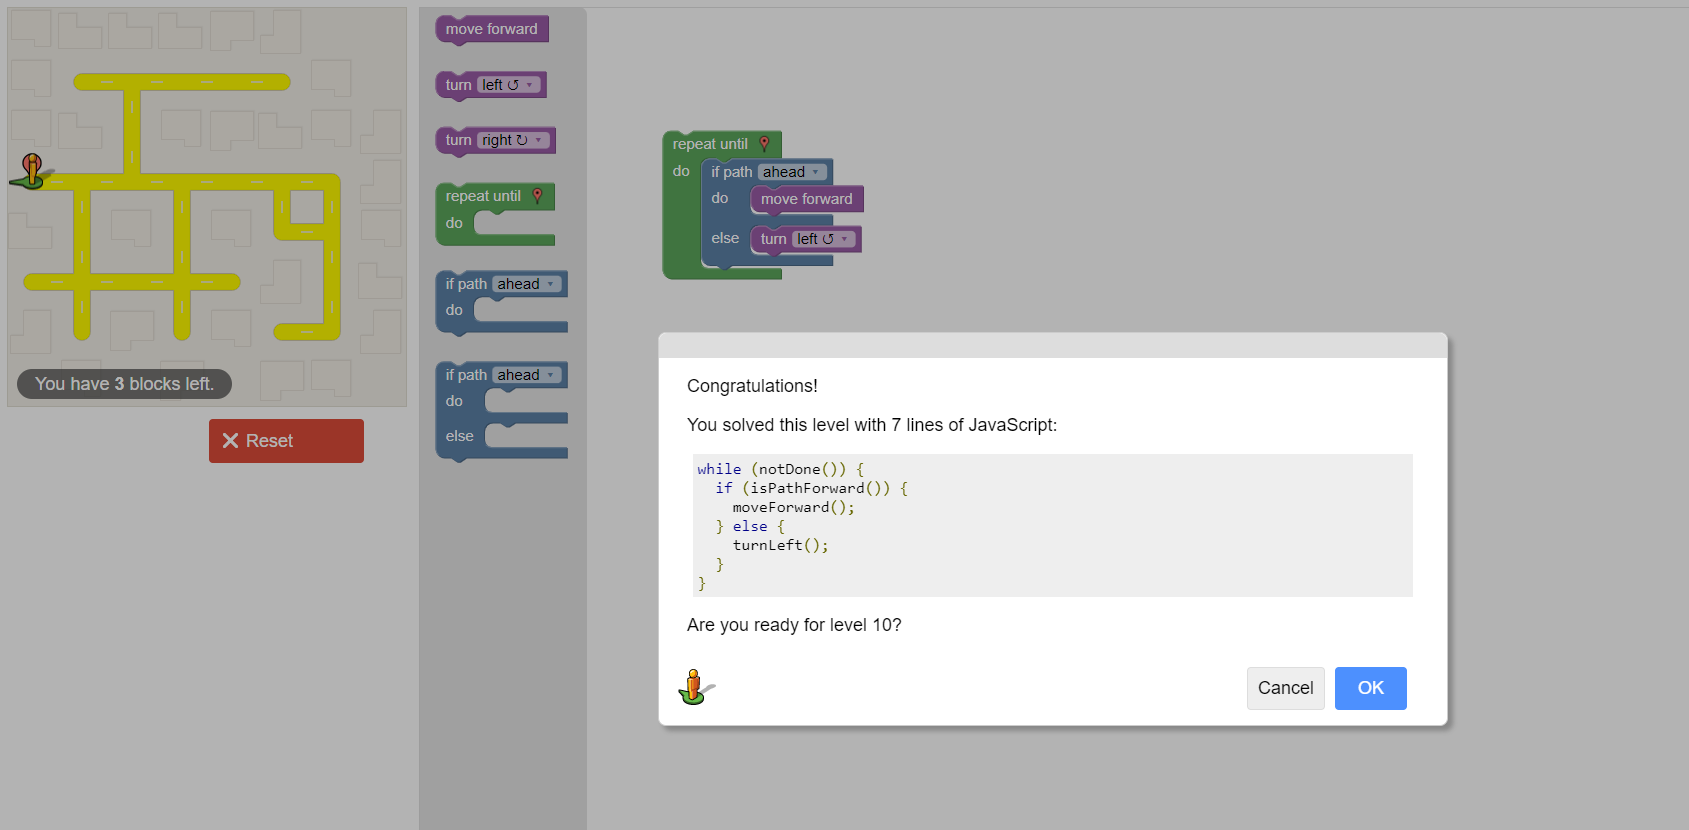 move forward
turn left ↺
turn right ↻
repeat until
do
if path ahead
do
if path ahead
do
else
You have 3 blocks left.
Reset
repeat until
do if path ahead
do move forward
else turn left ↺
Congratulations!
You solved this level with 7 lines of JavaScript:
while (notDone()) {
  if (isPathForward()) {
    moveForward();
  } else {
    turnLeft();
  }
}
Are you ready for level 10?
Cancel OK